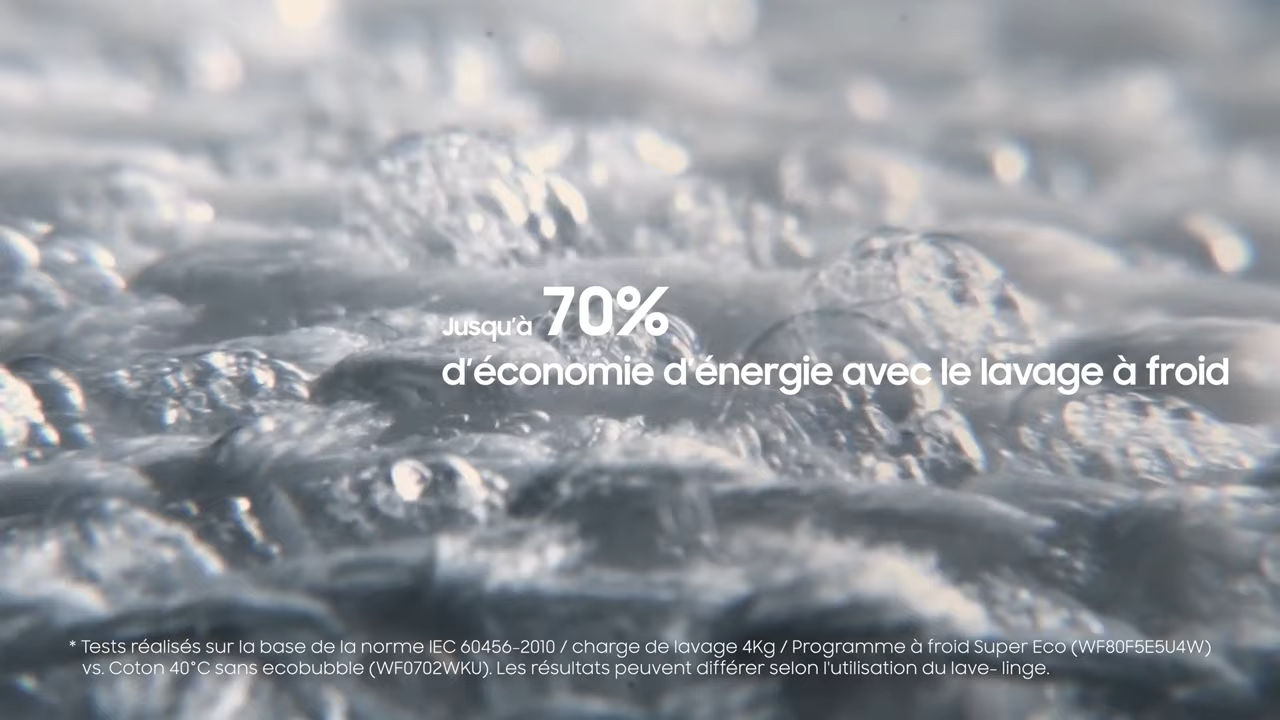 Jusqu'à 70%
d'économie d'énergie avec le lavage à froid
* Tests réalisés sur la base de la norme IEC 60456-2010 / charge de lavage 4Kg / Programme à froid Super Eco (WF80F5E5U4W)
vs. Coton 40°C sans ecobubble (WF0702WKU). Les résultats peuvent différer selon l'utilisation du lave- linge.